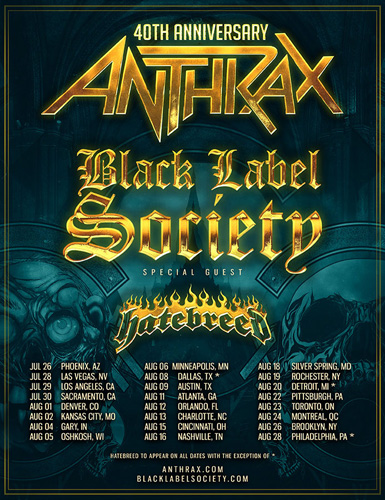 40TH ANNIVERSARY
ANTHRAX
Black Label
Society
SPECIAL GUEST
hatebreed
JUL 26 PHOENIX, AZ
JUL 28 LAS VEGAS, NV
JUL 29 LOS ANGELES, CA
JUL 30 SACRAMENTO, CA
AUG 01 DENVER, CO
AUG 02 KANSAS CITY, MO
AUG 04 GARY, IN
AUG 05 OSHKOSH, WI
AUG 06 MINNEAPOLIS, MN
AUG 08 DALLAS, TX *
AUG 09 AUSTIN, TX
AUG 11 ATLANTA, GA
AUG 12 ORLANDO, FL
AUG 13 CHARLOTTE, NC
AUG 15 CINCINNATI, OH
AUG 16 NASHVILLE, TN
AUG 18 SILVER SPRING, MD
AUG 19 ROCHESTER, NY
AUG 20 DETROIT, MI *
AUG 22 PITTSBURGH, PA
AUG 23 TORONTO, ON
AUG 24 MONTREAL, QC
AUG 26 BROOKLYN, NY
AUG 28 PHILADELPHIA, PA *
HATEBREED TO APPEAR ON ALL DATES WITH THE EXCEPTION OF *
ANTHRAX.COM
BLACKLABELSOCIETY.COM